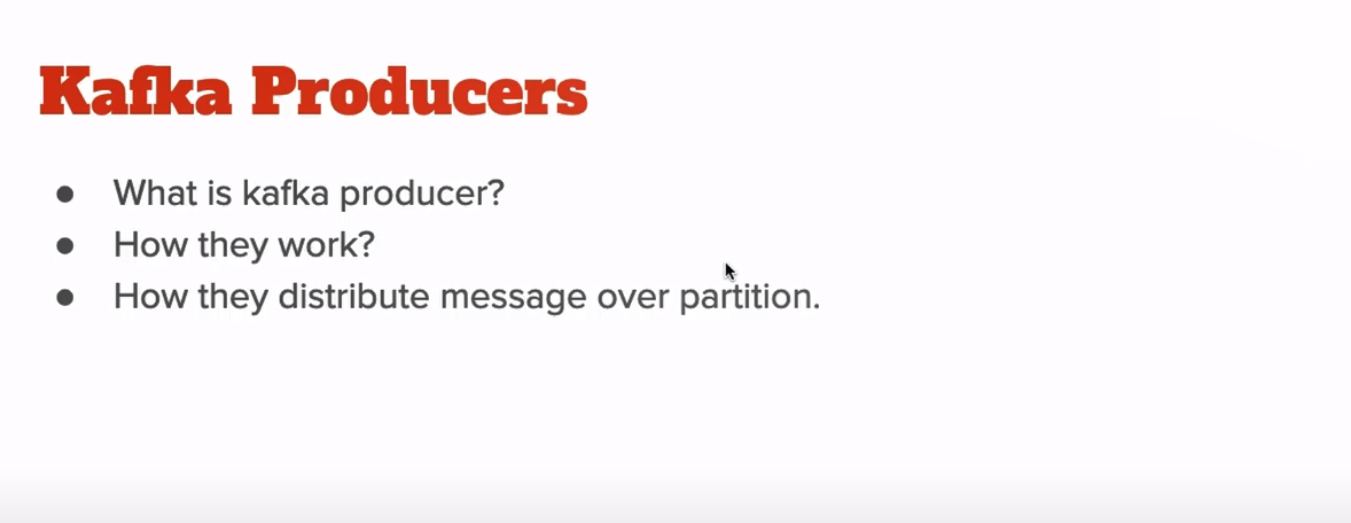 Kafka Producers
● What is kafka producer?
● How they work?
● How they distribute message over partition.